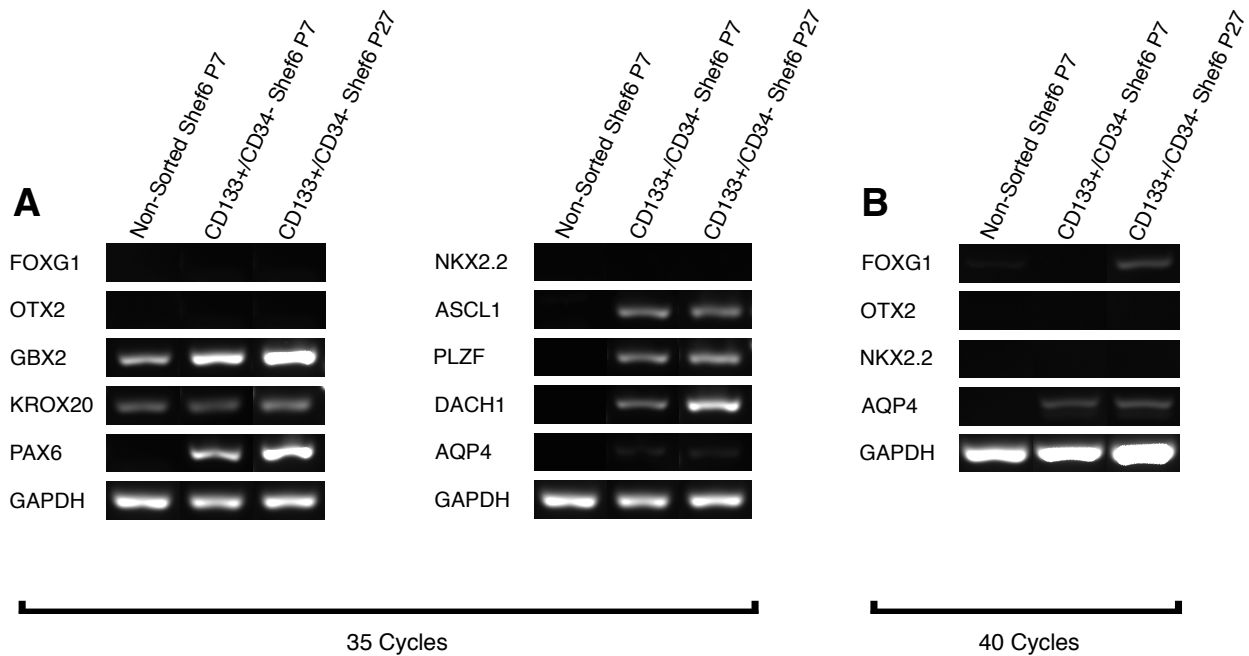 A
Non-Sorted Shef6 P7
CD133+/CD34- Shef6 P7
CD133+/CD34- Shef6 P27
FOXG1
OTX2
GBX2
KROX20
PAX6
GAPDH
Non-Sorted Shef6 P7
CD133+/CD34- Shef6 P7
CD133+/CD34- Shef6 P27
NKX2.2
ASCL1
PLZF
DACH1
AQP4
GAPDH
35 Cycles
B
Non-Sorted Shef6 P7
CD133+/CD34- Shef6 P7
CD133+/CD34- Shef6 P27
FOXG1
OTX2
NKX2.2
AQP4
GAPDH
40 Cycles